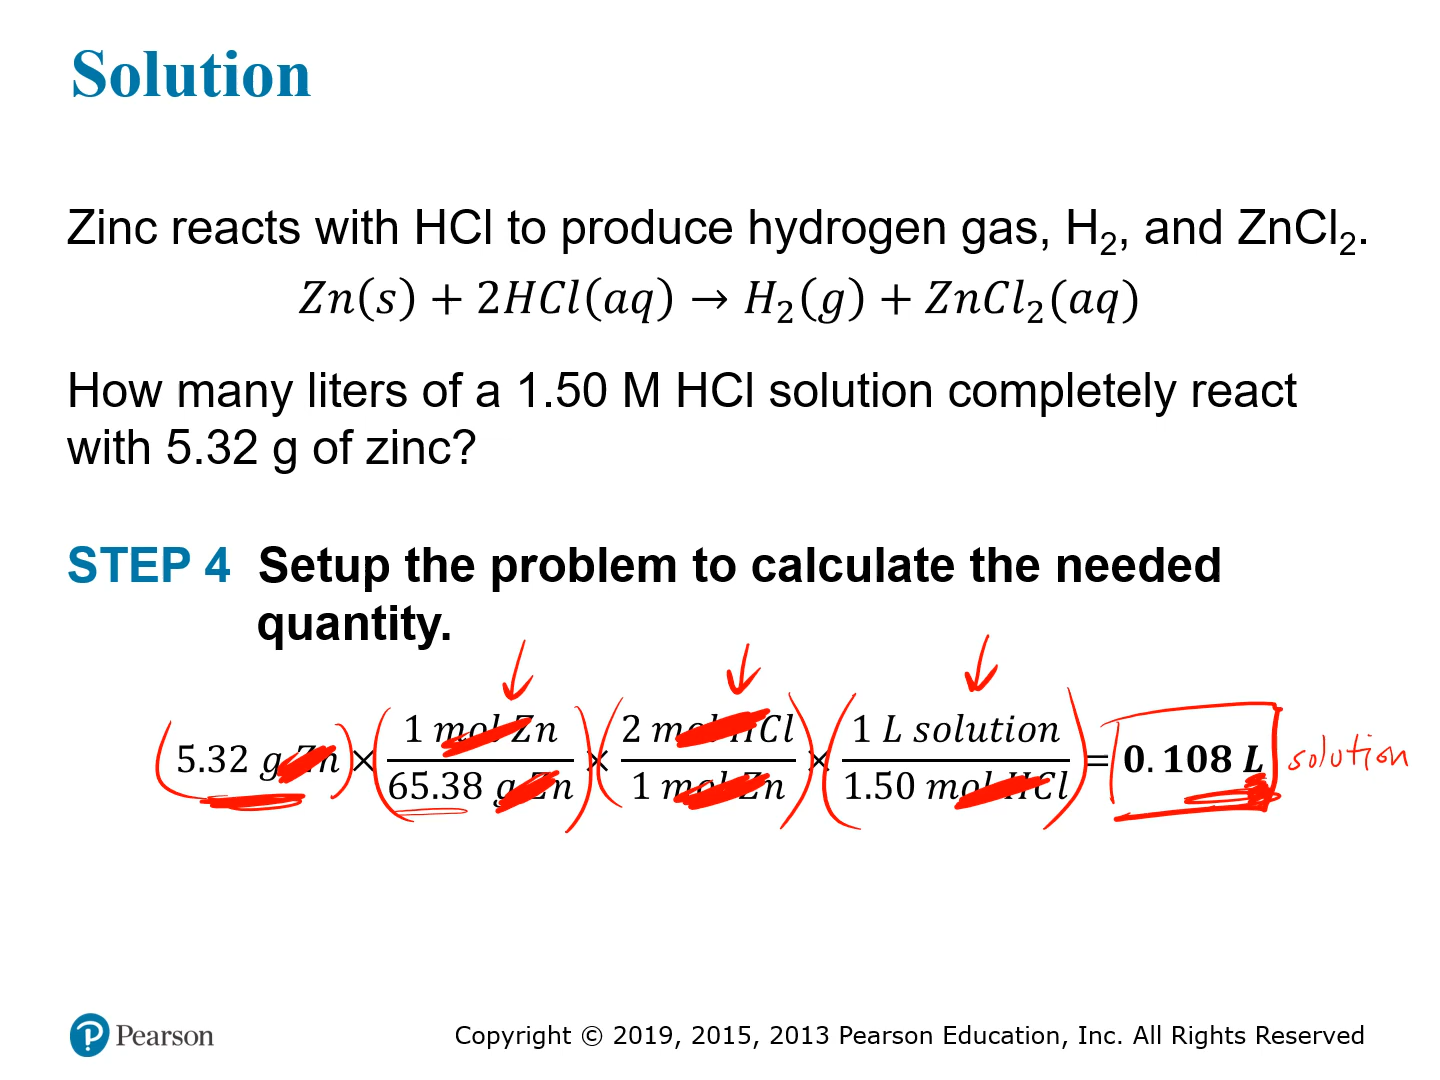 Solution
Zinc reacts with HCl to produce hydrogen gas, H₂, and ZnCl₂.
Zn(s) + 2HCl(aq) → H₂(g) + ZnCl₂(aq)
How many liters of a 1.50 M HCl solution completely react
with 5.32 g of zinc?
STEP 4 Setup the problem to calculate the needed
quantity.
5.32 g Zn × (1 mol Zn / 65.38 g Zn) × (2 mol HCl / 1 mol Zn) × (1 L solution / 1.50 mol HCl) = 0.108 L solution
Pearson
Copyright © 2019, 2015, 2013 Pearson Education, Inc. All Rights Reserved